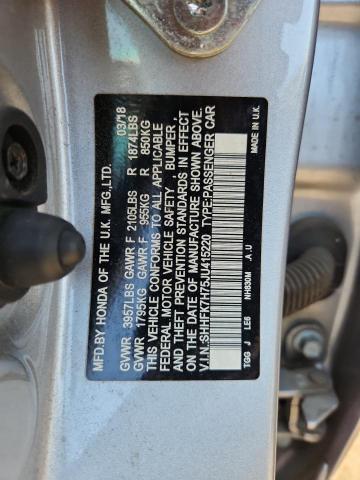 MFD.BY HONDA OF THE U.K. MFG.,LTD. 03/18
GVWR 3957LBS GAWR F 2105LBS R 1874LBS
GVWR 1795KG GAWR F 955KG R 850KG
THIS VEHICLE CONFORMS TO ALL APPLICABLE
FEDERAL MOTOR VEHICLE SAFETY , BUMPER ,
AND THEFT PREVENTION STANDARDS IN EFFECT
ON THE DATE OF MANUFACTURE SHOWN ABOVE.
V.I.N.:SHHFK7H75JU415220 TYPE:PASSENGER CAR
TGG J LE6 NH830M A.U MADE IN U.K.